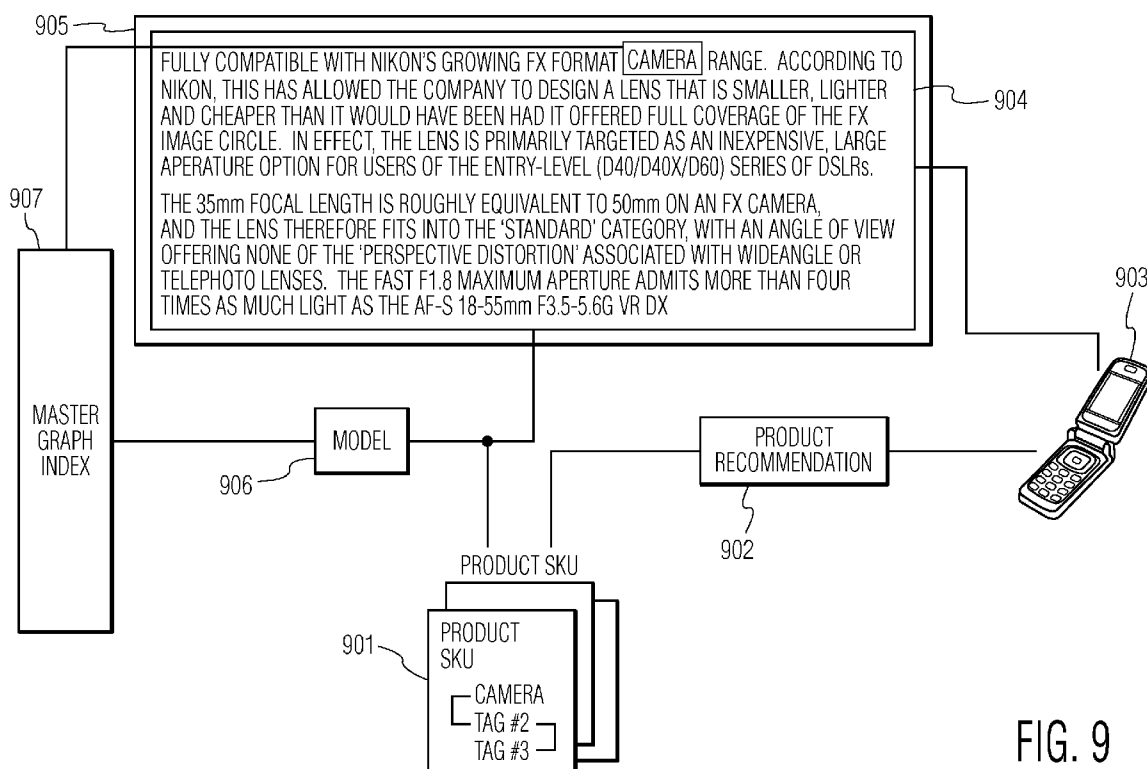 905
FULLY COMPATIBLE WITH NIKON'S GROWING FX FORMAT CAMERA RANGE. ACCORDING TO
NIKON, THIS HAS ALLOWED THE COMPANY TO DESIGN A LENS THAT IS SMALLER, LIGHTER
AND CHEAPER THAN IT WOULD HAVE BEEN HAD IT OFFERED FULL COVERAGE OF THE FX
IMAGE CIRCLE. IN EFFECT, THE LENS IS PRIMARILY TARGETED AS AN INEXPENSIVE, LARGE
APERATURE OPTION FOR USERS OF THE ENTRY-LEVEL (D40/D40X/D60) SERIES OF DSLRs.
THE 35mm FOCAL LENGTH IS ROUGHLY EQUIVALENT TO 50mm ON AN FX CAMERA,
AND THE LENS THEREFORE FITS INTO THE 'STANDARD' CATEGORY, WITH AN ANGLE OF VIEW
OFFERING NONE OF THE 'PERSPECTIVE DISTORTION' ASSOCIATED WITH WIDEANGLE OR
TELEPHOTO LENSES. THE FAST F1.8 MAXIMUM APERTURE ADMITS MORE THAN FOUR
TIMES AS MUCH LIGHT AS THE AF-S 18-55mm F3.5-5.6G VR DX
904
907
903
MASTER
GRAPH
INDEX
MODEL
906
PRODUCT
RECOMMENDATION
902
PRODUCT SKU
901
PRODUCT
SKU
CAMERA
TAG #2
TAG #3
FIG. 9